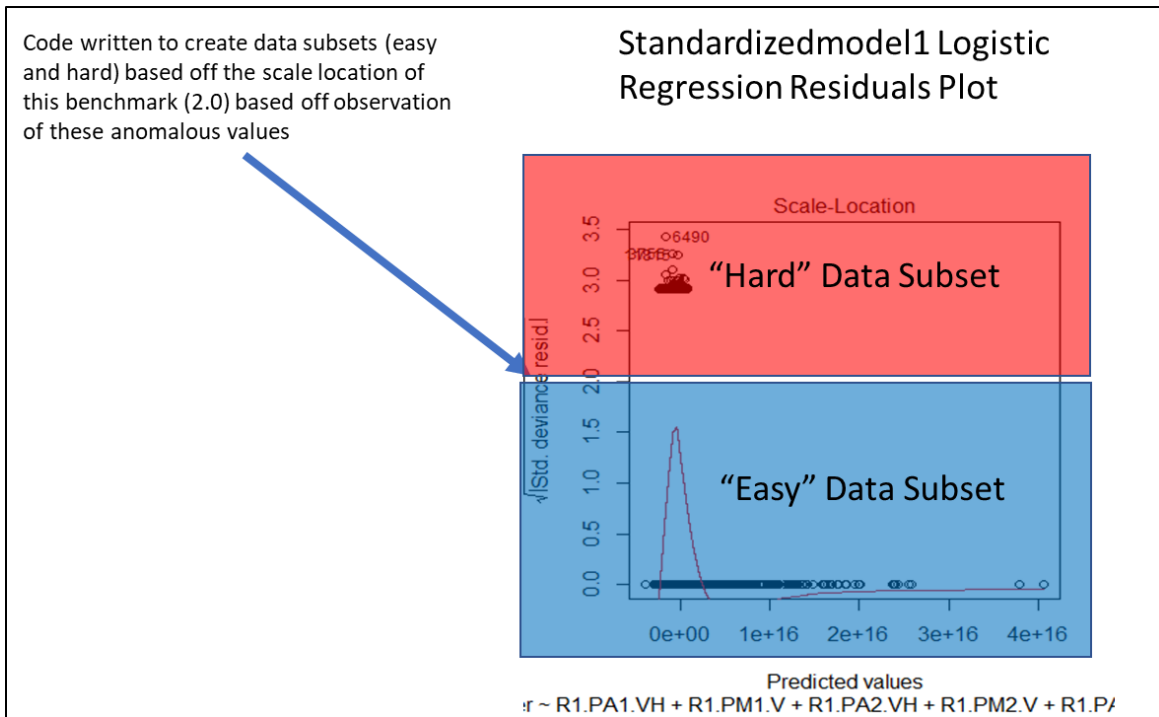 Code written to create data subsets (easy
and hard) based off the scale location of
this benchmark (2.0) based off observation
of these anomalous values
Standardizedmodel1 Logistic
Regression Residuals Plot
Scale-Location
6490
3.5
3.0
2.5
2.0
1.5
1.0
0.5
0.0
√|Std. deviance resid.|
“Hard” Data Subset
“Easy” Data Subset
0e+00 1e+16 2e+16 3e+16 4e+16
Predicted values
~ R1.PA1.VH + R1.PM1.V + R1.PA2.VH + R1.PM2.V +